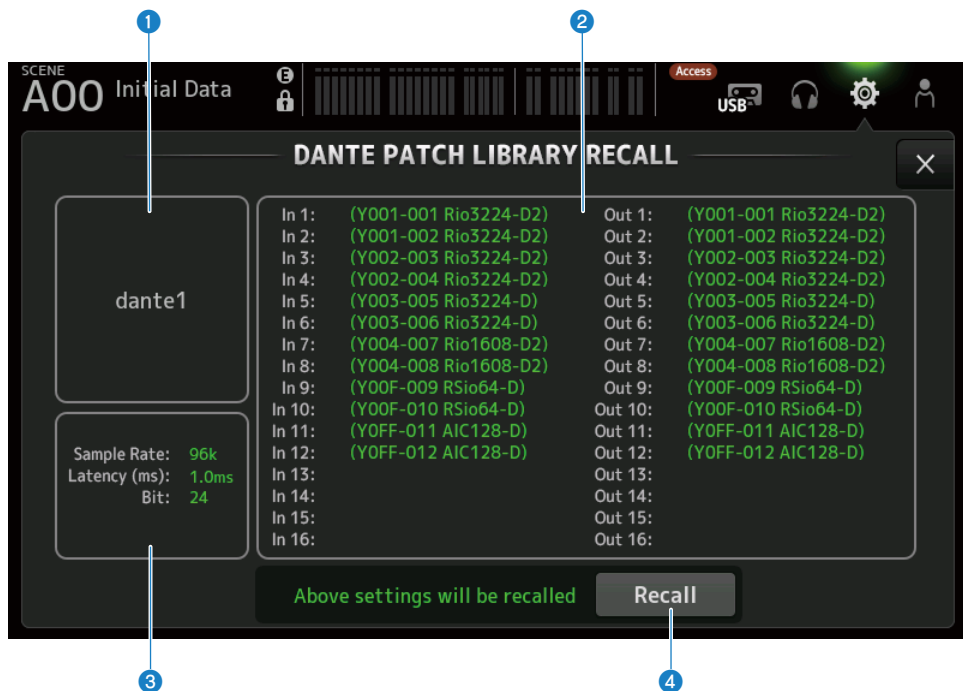 1 2
SCENE
A00 Initial Data E Access USB
DANTE PATCH LIBRARY RECALL ×
dante1
Sample Rate: 96k
Latency (ms): 1.0ms
Bit: 24
In 1: (Y001-001 Rio3224-D2) Out 1: (Y001-001 Rio3224-D2)
In 2: (Y001-002 Rio3224-D2) Out 2: (Y001-002 Rio3224-D2)
In 3: (Y002-003 Rio3224-D2) Out 3: (Y002-003 Rio3224-D2)
In 4: (Y002-004 Rio3224-D2) Out 4: (Y002-004 Rio3224-D2)
In 5: (Y003-005 Rio3224-D) Out 5: (Y003-005 Rio3224-D)
In 6: (Y003-006 Rio3224-D) Out 6: (Y003-006 Rio3224-D)
In 7: (Y004-007 Rio1608-D2) Out 7: (Y004-007 Rio1608-D2)
In 8: (Y004-008 Rio1608-D2) Out 8: (Y004-008 Rio1608-D2)
In 9: (Y00F-009 RSio64-D) Out 9: (Y00F-009 RSio64-D)
In 10: (Y00F-010 RSio64-D) Out 10: (Y00F-010 RSio64-D)
In 11: (Y0FF-011 AIC128-D) Out 11: (Y0FF-011 AIC128-D)
In 12: (Y0FF-012 AIC128-D) Out 12: (Y0FF-012 AIC128-D)
In 13: Out 13:
In 14: Out 14:
In 15: Out 15:
In 16: Out 16:
Above settings will be recalled Recall
3 4